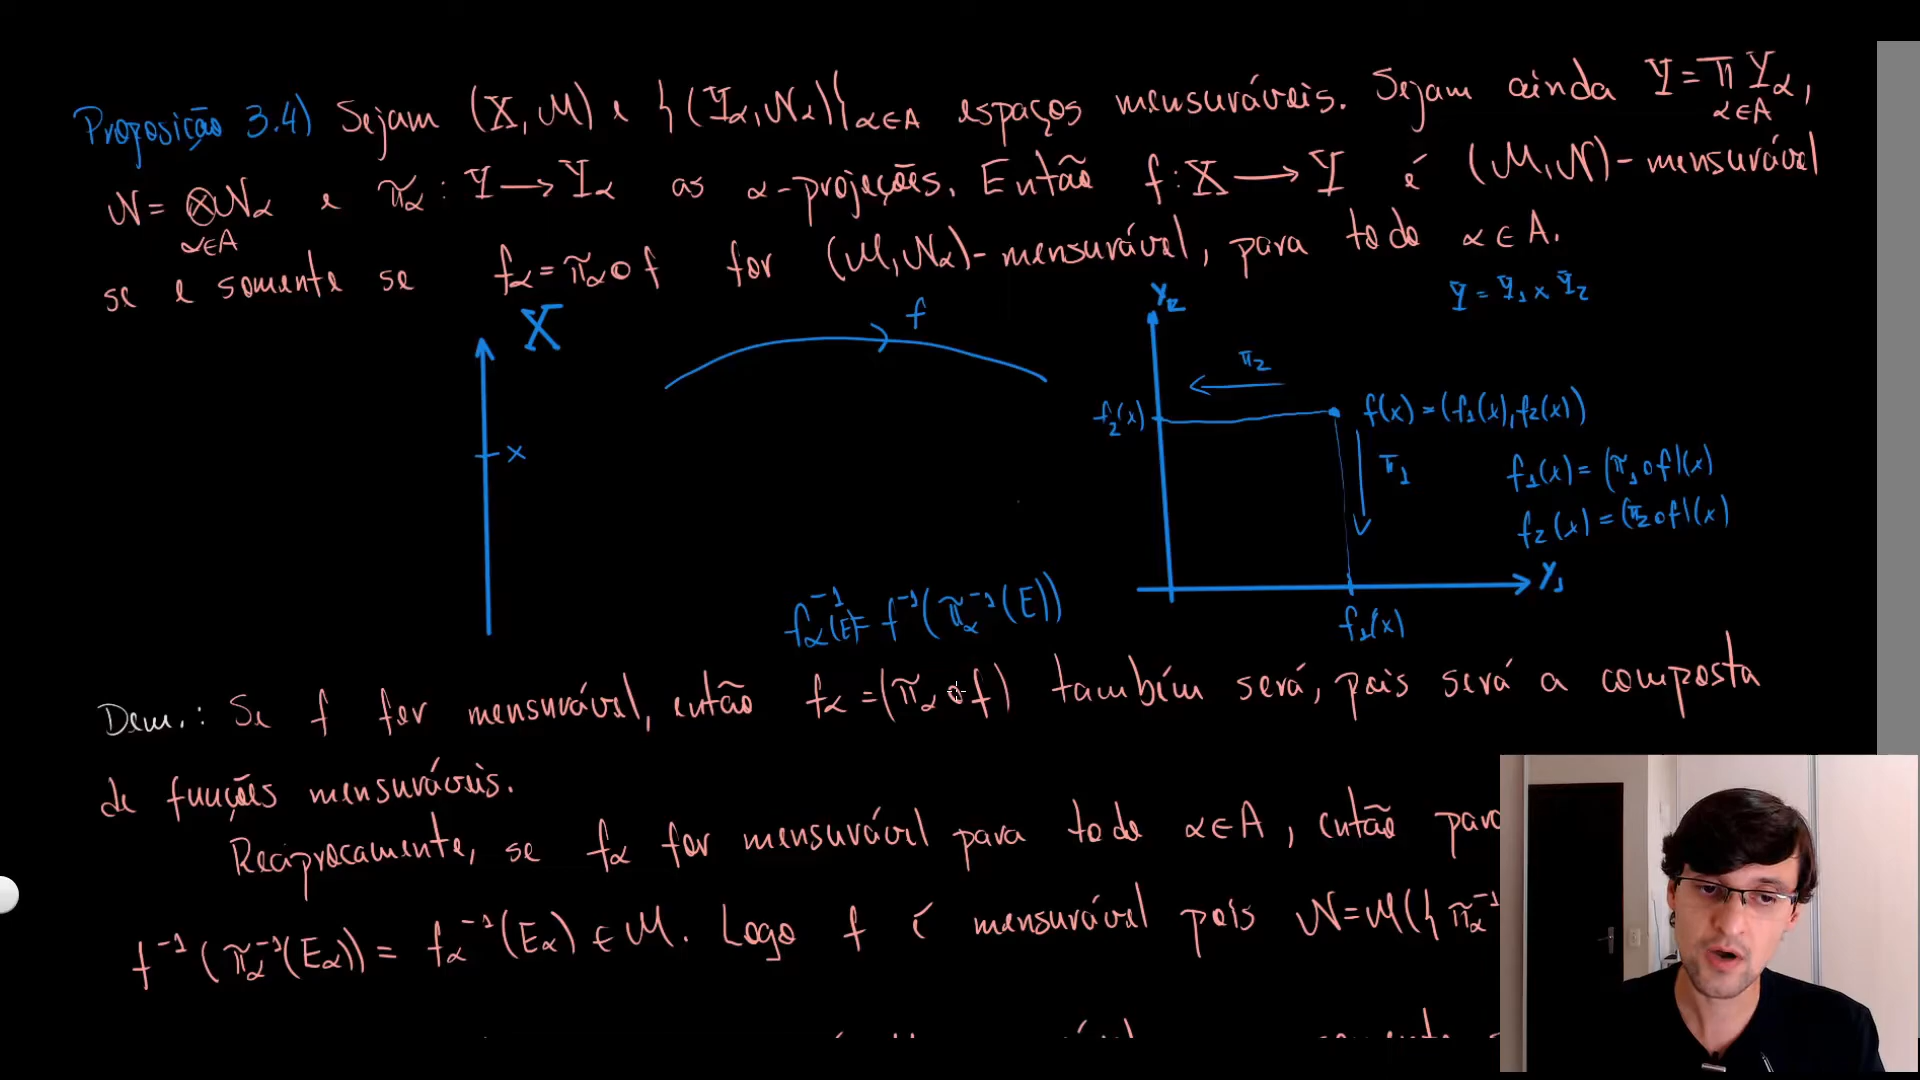 Proposição 3.4) Sejam (X, M) e {(Yα, Nα)}α∈A espaços mensuráveis. Sejam ainda Y = π Yα,
α∈A
N = ⊗ Nα e πα : Y → Yα as α-projeções. Então f: X → Y é (M, N)-mensurável
α∈A
se e somente se fα = πα ∘ f for (M, Nα)-mensurável, para todo α ∈ A.
Y = Y1 × Y2
Y2
X
f
π2
f2(x)
f(x) = (f1(x), f2(x))
x
π1
f1(x) = (π1 ∘ f)(x)
f2(x) = (π2 ∘ f)(x)
Y1
fα⁻¹(E) = f⁻¹(πα⁻¹(E))
f1(x)
Dem.: Se f for mensurável, então fα = (πα ∘ f) também será, pois será a composta
de funções mensuráveis.
Reciprocamente, se fα for mensurável para todo α ∈ A, então para
f⁻¹(πα⁻¹(Eα)) = fα⁻¹(Eα) ∈ M. Logo f é mensurável pois N = M({πα⁻¹